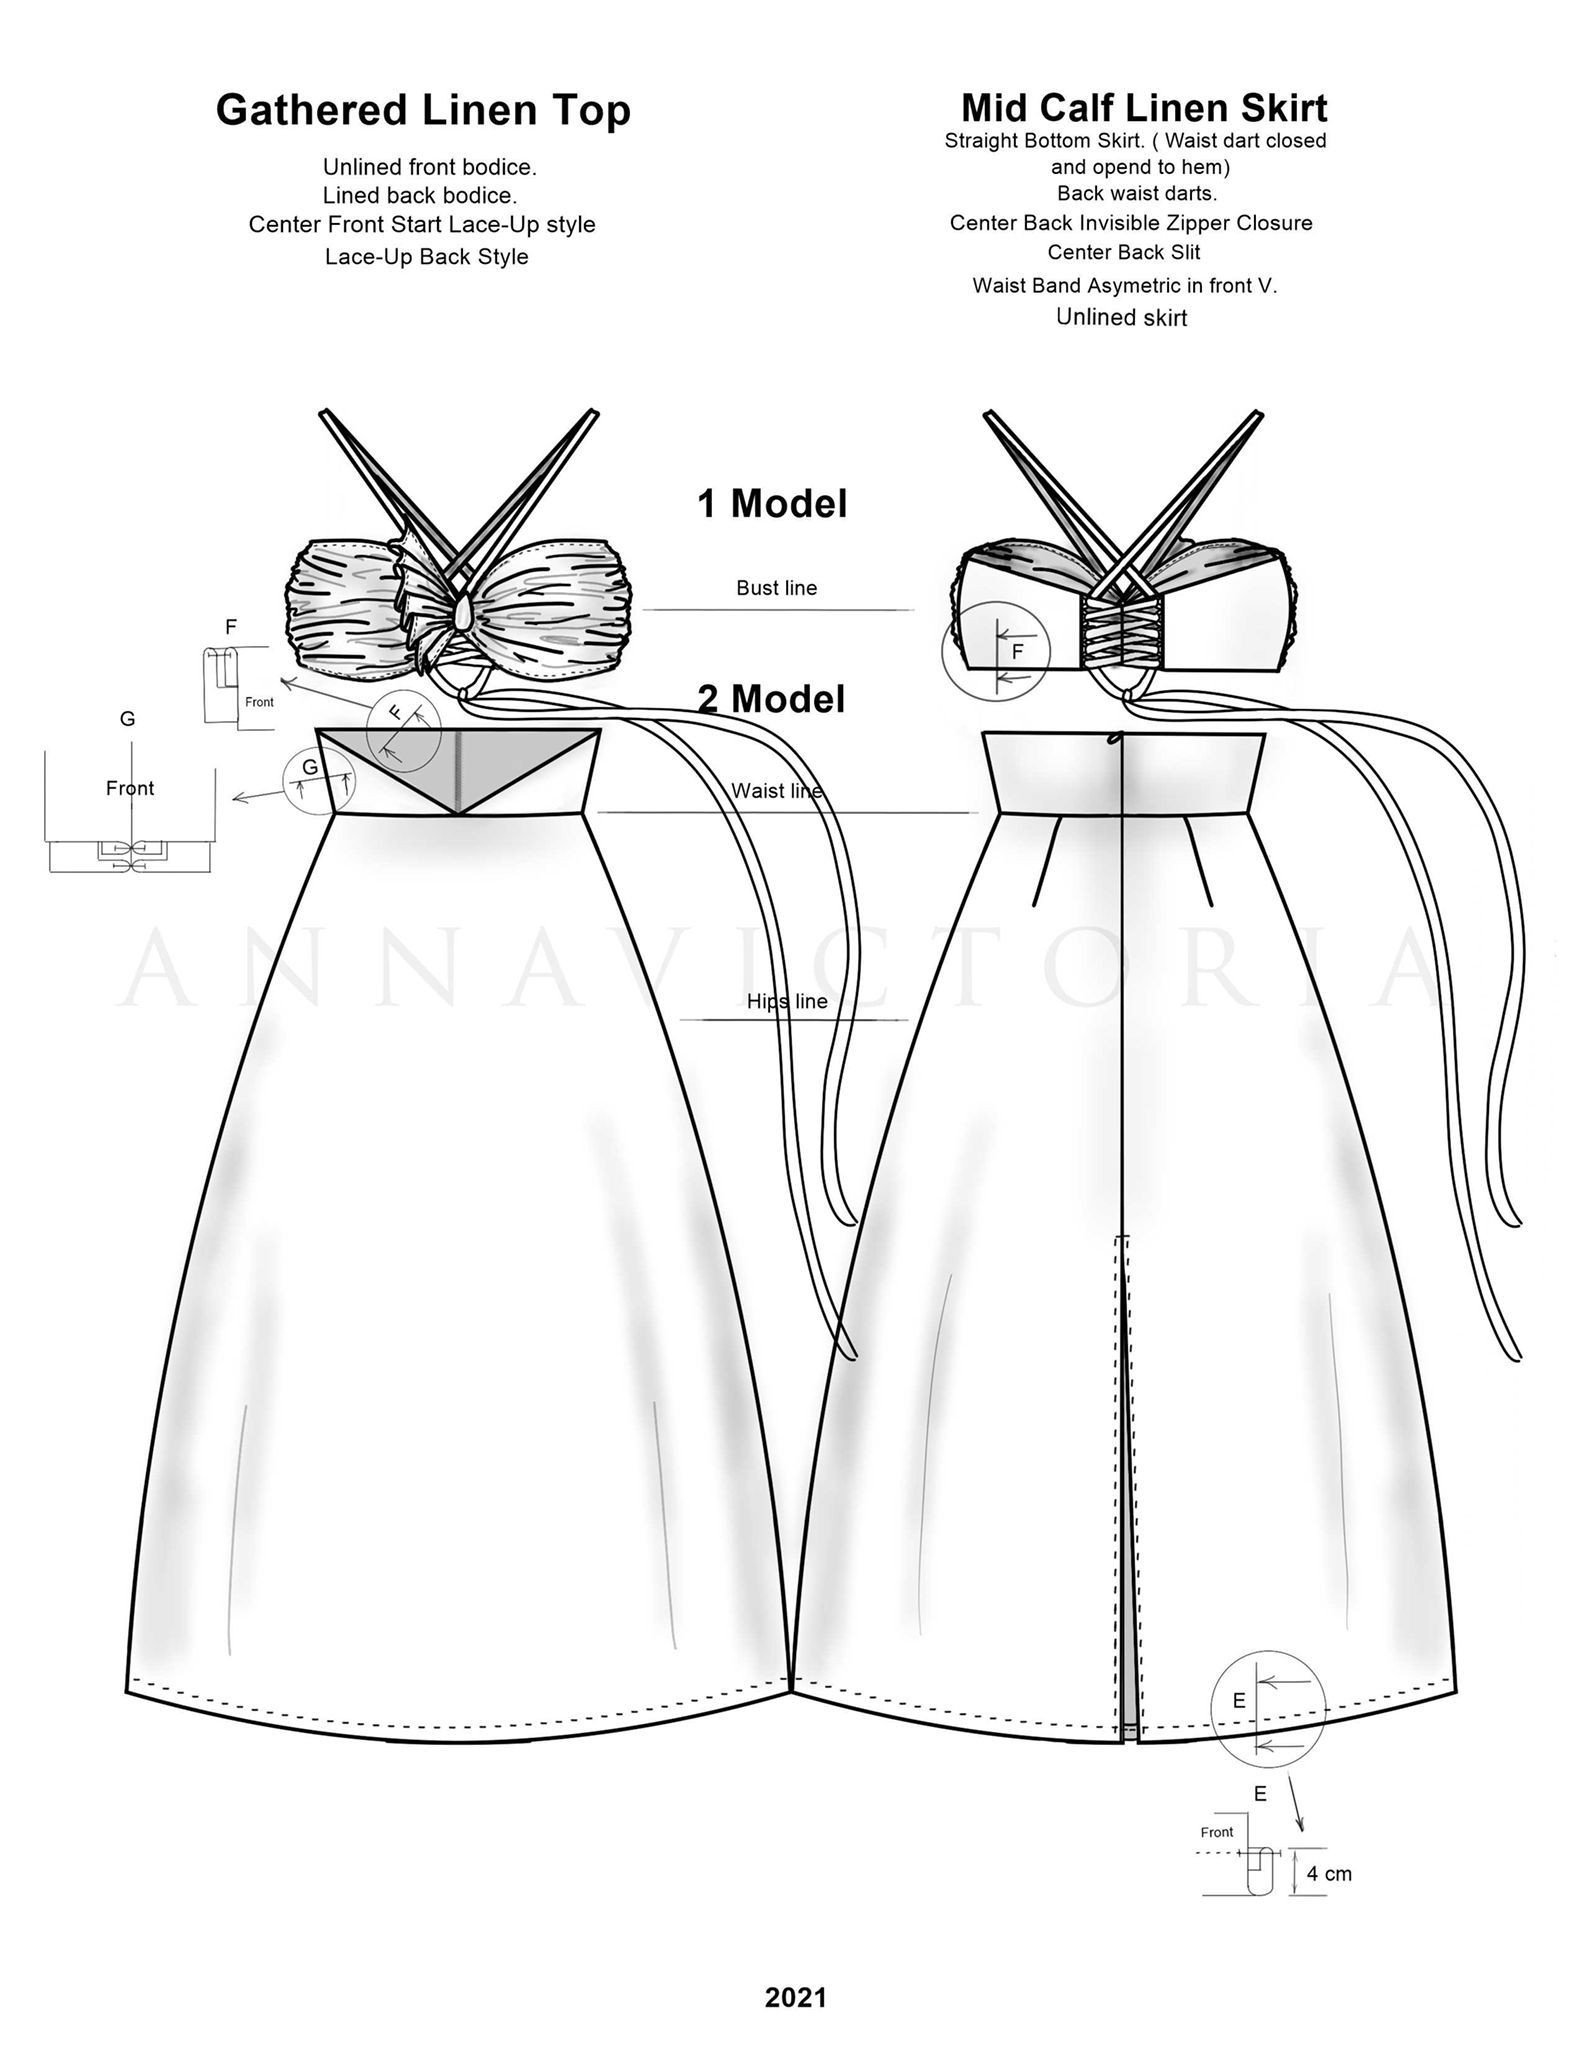 Gathered Linen Top
Unlined front bodice.
Lined back bodice.
Center Front Start Lace-Up style
Lace-Up Back Style
Mid Calf Linen Skirt
Straight Bottom Skirt. ( Waist dart closed
and opend to hem)
Back waist darts.
Center Back Invisible Zipper Closure
Center Back Slit
Waist Band Asymetric in front V.
Unlined skirt
1 Model
Bust line
F
Front
F
2 Model
F
G
Front
G
Waist line
ANNAVICTORIA
Hips line
E
E
Front
4 cm
2021